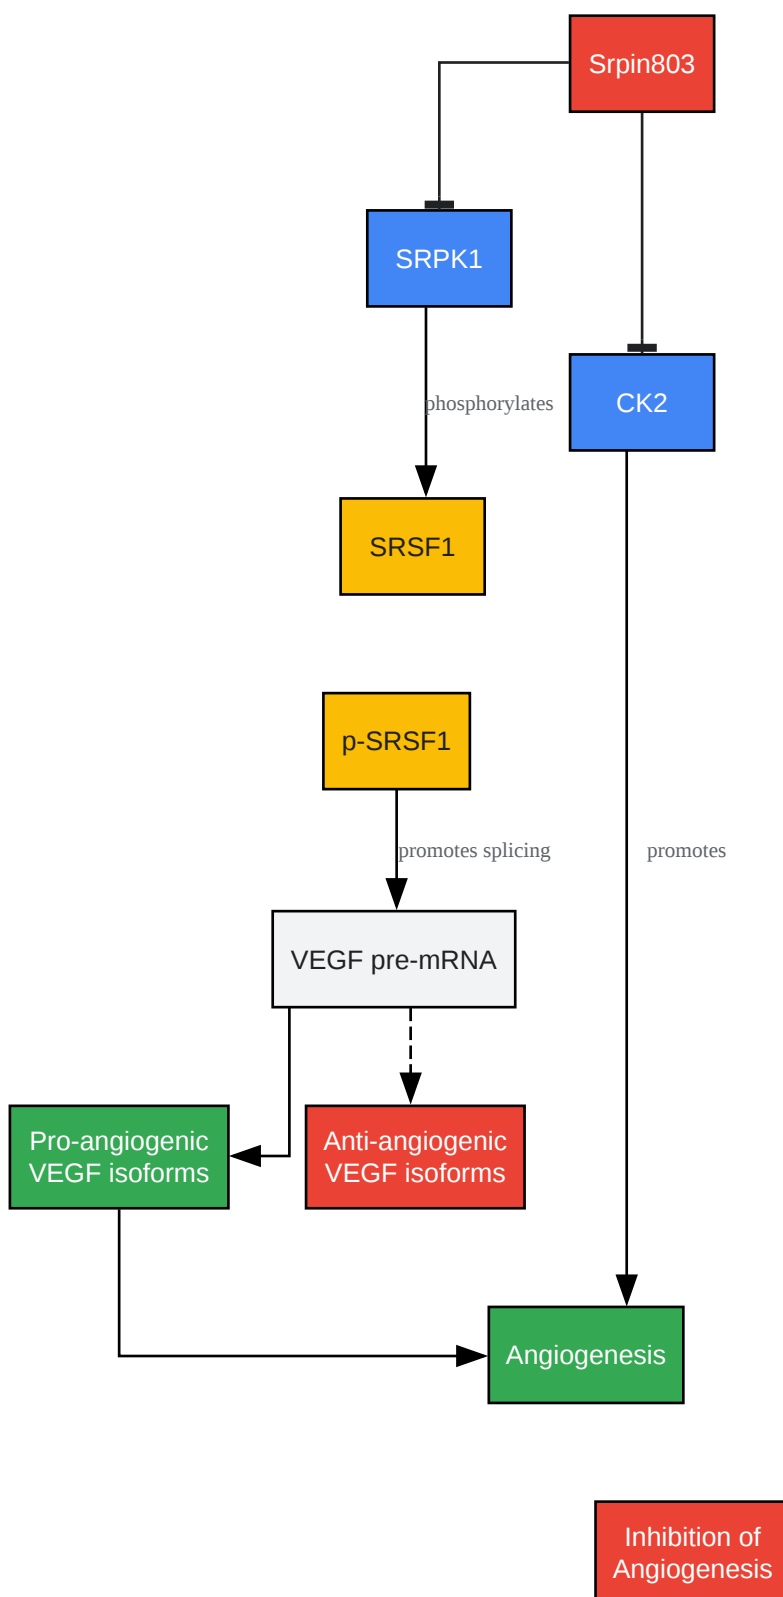 Srpin803
SRPK1
CK2
phosphorylates
SRSF1
p-SRSF1
promotes splicing
promotes
VEGF pre-mRNA
Pro-angiogenic
VEGF isoforms
Anti-angiogenic
VEGF isoforms
Angiogenesis
Inhibition of
Angiogenesis